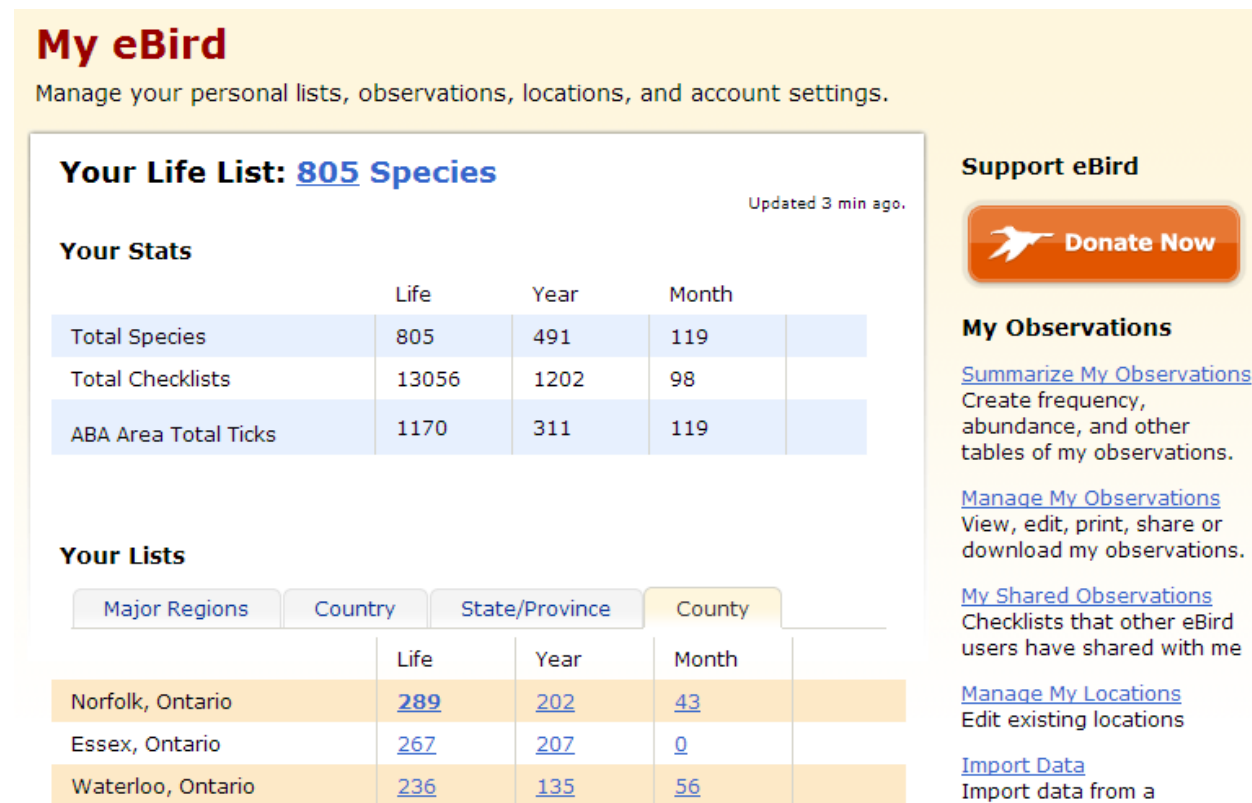 My eBird
Manage your personal lists, observations, locations, and account settings.
Your Life List: 805 Species
Updated 3 min ago.
Your Stats
Life Year Month
Total Species 805 491 119
Total Checklists 13056 1202 98
ABA Area Total Ticks 1170 311 119
Your Lists
Major Regions Country State/Province County
Life Year Month
Norfolk, Ontario 289 202 43
Essex, Ontario 267 207 0
Waterloo, Ontario 236 135 56
Support eBird
Donate Now
My Observations
Summarize My Observations
Create frequency,
abundance, and other
tables of my observations.
Manage My Observations
View, edit, print, share or
download my observations.
My Shared Observations
Checklists that other eBird
users have shared with me
Manage My Locations
Edit existing locations
Import Data
Import data from a